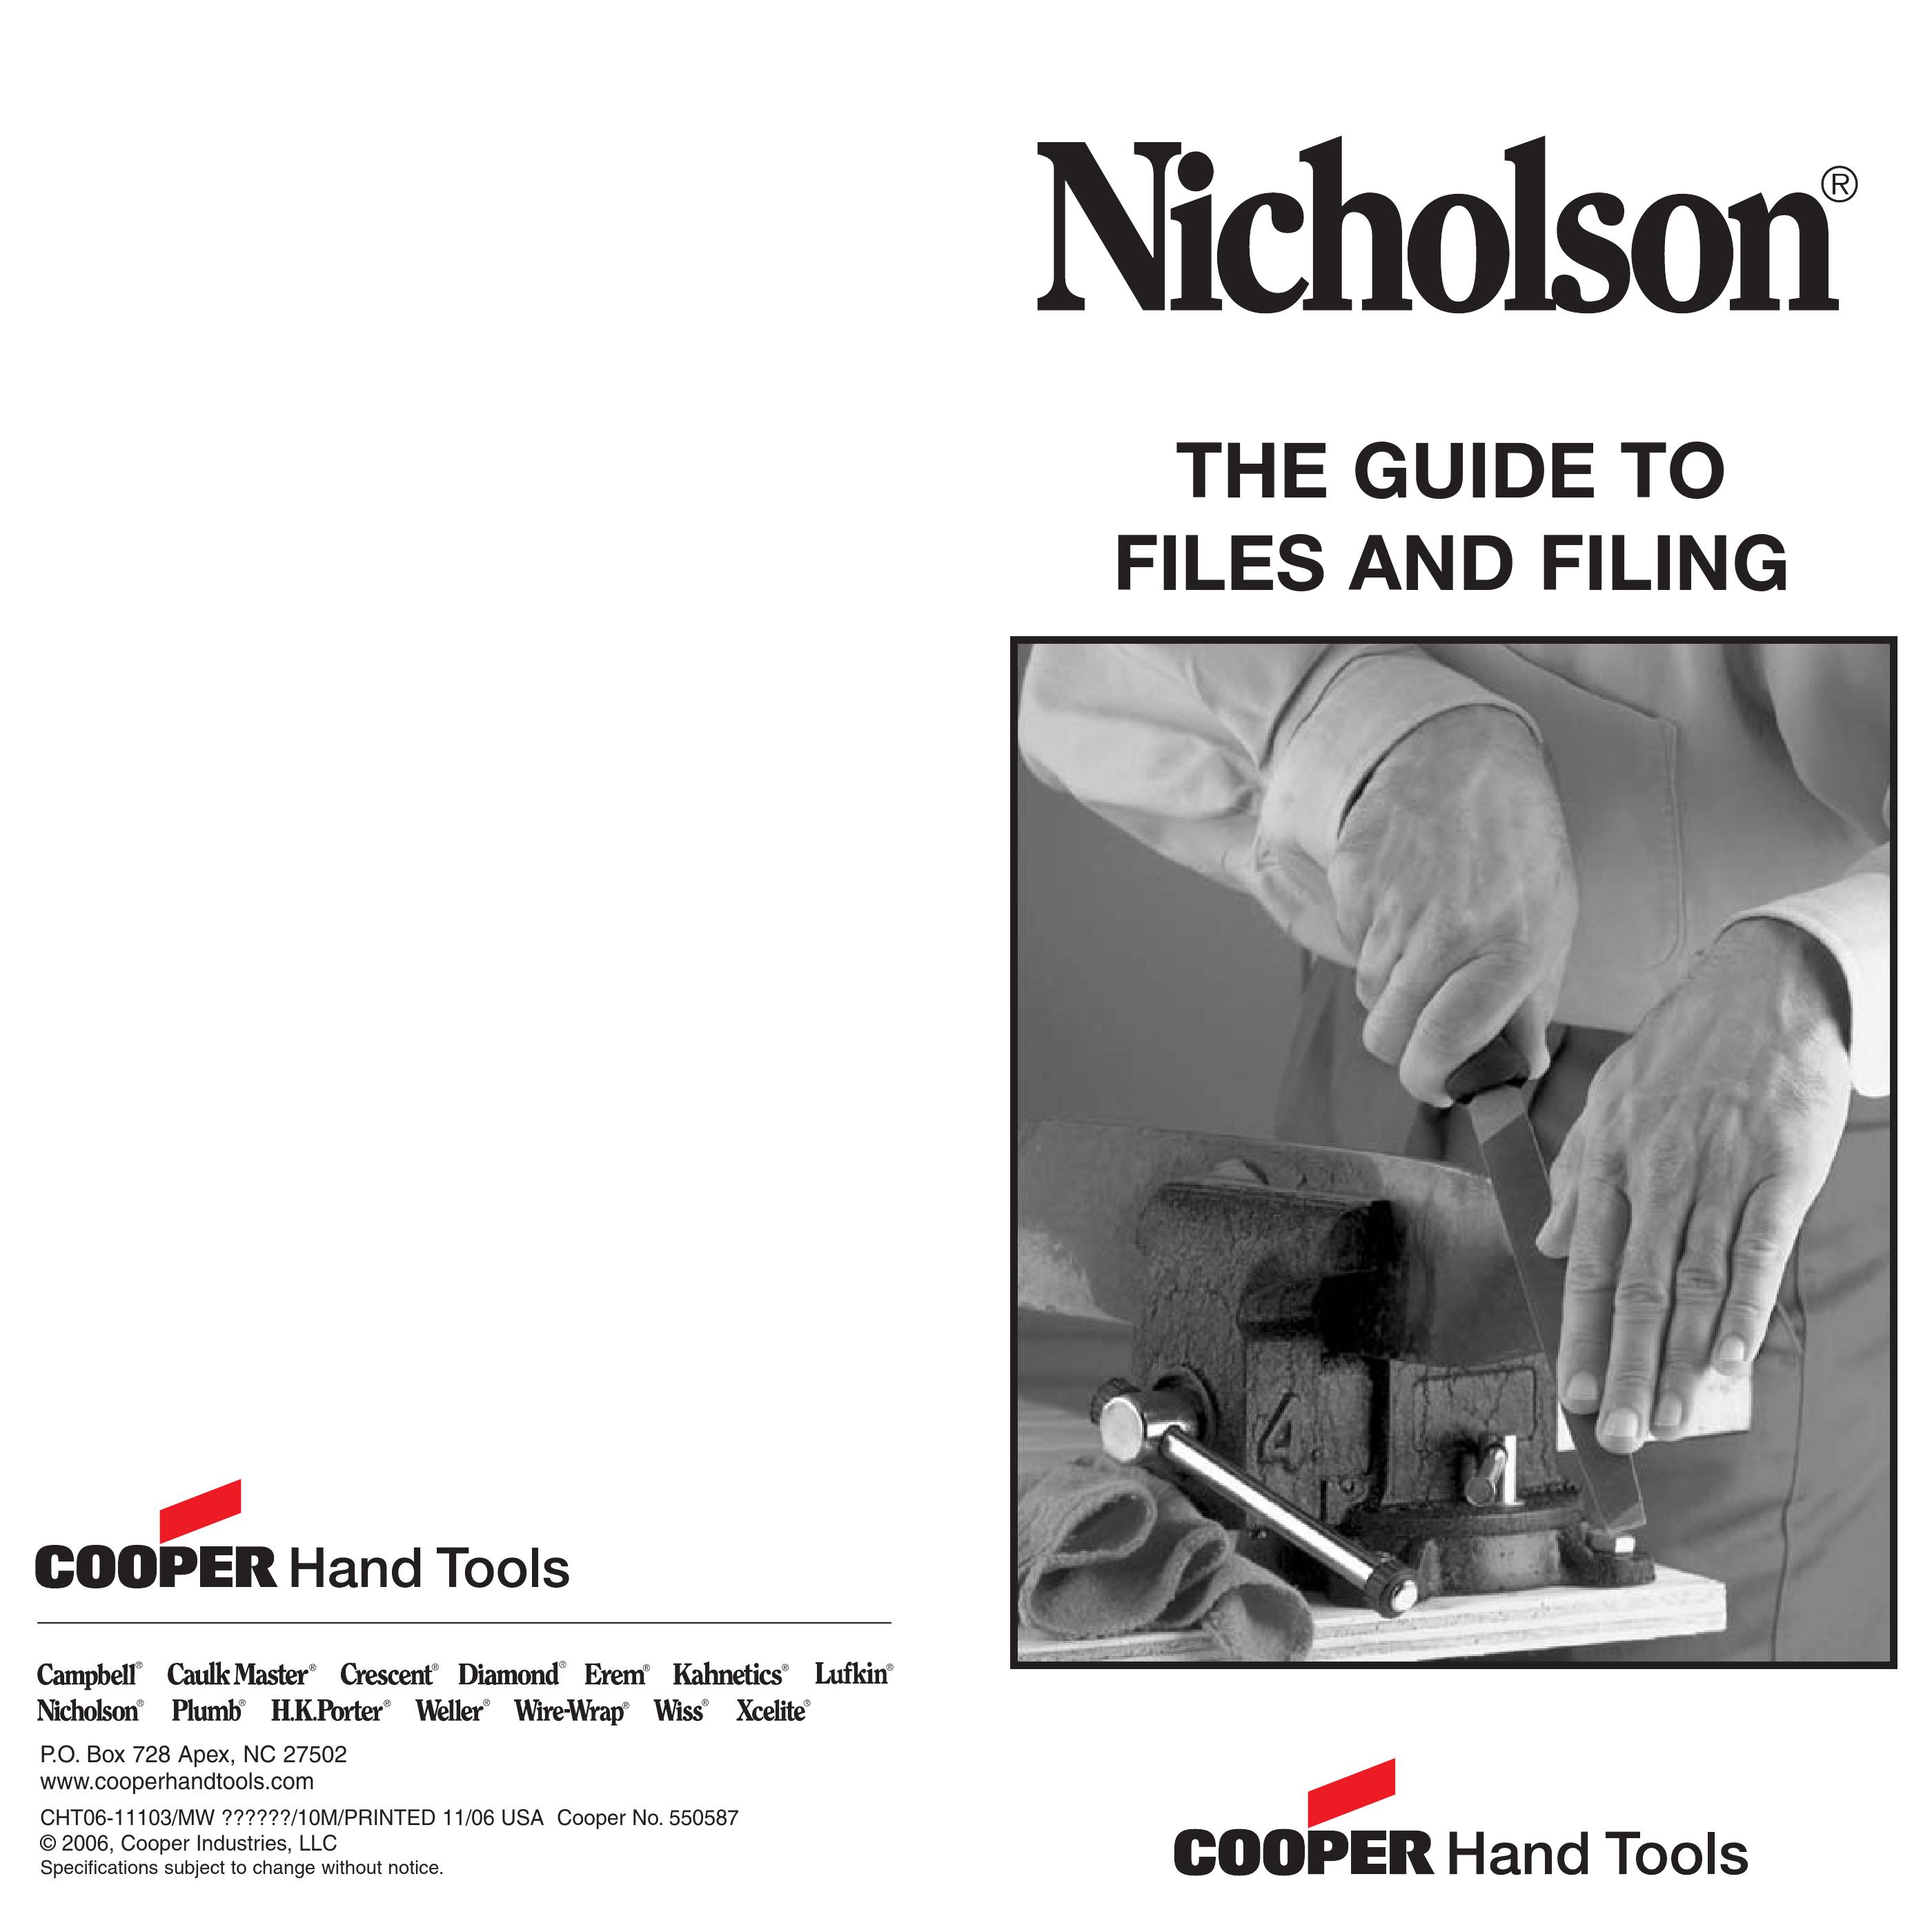 COOPER Hand Tools
Campbell® Caulk Master® Crescent® Diamond® Erem® Kahnetics® Lufkin®
Nicholson® Plumb® H.K.Porter® Weller® Wire-Wrap® Wiss® Xcelite®
P.O. Box 728 Apex, NC 27502
www.cooperhandtools.com
CHT06-11103/MW ??????/10M/PRINTED 11/06 USA Cooper No. 550587
© 2006, Cooper Industries, LLC
Specifications subject to change without notice.
Nicholson®
THE GUIDE TO
FILES AND FILING
4
COOPER Hand Tools